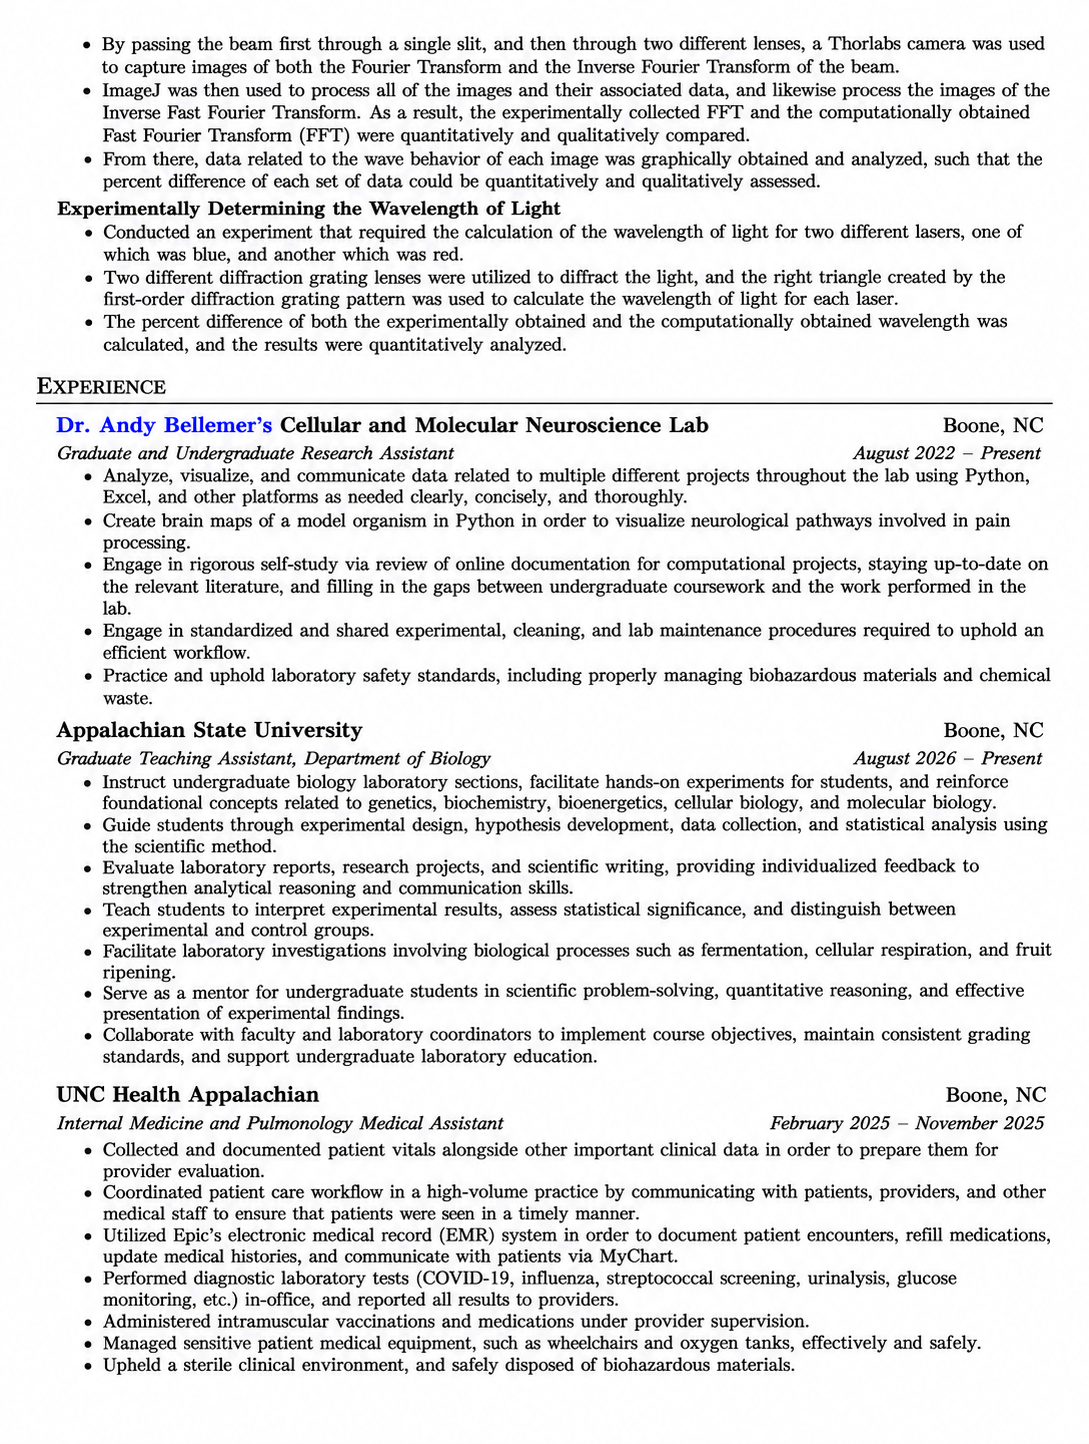 • By passing the beam first through a single slit, and then through two different lenses, a Thorlabs camera was used
to capture images of both the Fourier Transform and the Inverse Fourier Transform of the beam.
• ImageJ was then used to process all of the images and their associated data, and likewise process the images of the
Inverse Fast Fourier Transform. As a result, the experimentally collected FFT and the computationally obtained
Fast Fourier Transform (FFT) were quantitatively and qualitatively compared.
• From there, data related to the wave behavior of each image was graphically obtained and analyzed, such that the
percent difference of each set of data could be quantitatively and qualitatively assessed.
Experimentally Determining the Wavelength of Light
• Conducted an experiment that required the calculation of the wavelength of light for two different lasers, one of
which was blue, and another which was red.
• Two different diffraction grating lenses were utilized to diffract the light, and the right triangle created by the
first-order diffraction grating pattern was used to calculate the wavelength of light for each laser.
• The percent difference of both the experimentally obtained and the computationally obtained wavelength was
calculated, and the results were quantitatively analyzed.
EXPERIENCE
Dr. Andy Bellemer's Cellular and Molecular Neuroscience Lab Boone, NC
Graduate and Undergraduate Research Assistant August 2022 – Present
• Analyze, visualize, and communicate data related to multiple different projects throughout the lab using Python,
Excel, and other platforms as needed clearly, concisely, and thoroughly.
• Create brain maps of a model organism in Python in order to visualize neurological pathways involved in pain
processing.
• Engage in rigorous self-study via review of online documentation for computational projects, staying up-to-date on
the relevant literature, and filling in the gaps between undergraduate coursework and the work performed in the
lab.
• Engage in standardized and shared experimental, cleaning, and lab maintenance procedures required to uphold an
efficient workflow.
• Practice and uphold laboratory safety standards, including properly managing biohazardous materials and chemical
waste.
Appalachian State University Boone, NC
Graduate Teaching Assistant, Department of Biology August 2026 – Present
• Instruct undergraduate biology laboratory sections, facilitate hands-on experiments for students, and reinforce
foundational concepts related to genetics, biochemistry, bioenergetics, cellular biology, and molecular biology.
• Guide students through experimental design, hypothesis development, data collection, and statistical analysis using
the scientific method.
• Evaluate laboratory reports, research projects, and scientific writing, providing individualized feedback to
strengthen analytical reasoning and communication skills.
• Teach students to interpret experimental results, assess statistical significance, and distinguish between
experimental and control groups.
• Facilitate laboratory investigations involving biological processes such as fermentation, cellular respiration, and fruit
ripening.
• Serve as a mentor for undergraduate students in scientific problem-solving, quantitative reasoning, and effective
presentation of experimental findings.
• Collaborate with faculty and laboratory coordinators to implement course objectives, maintain consistent grading
standards, and support undergraduate laboratory education.
UNC Health Appalachian Boone, NC
Internal Medicine and Pulmonology Medical Assistant February 2025 – November 2025
• Collected and documented patient vitals alongside other important clinical data in order to prepare them for
provider evaluation.
• Coordinated patient care workflow in a high-volume practice by communicating with patients, providers, and other
medical staff to ensure that patients were seen in a timely manner.
• Utilized Epic's electronic medical record (EMR) system in order to document patient encounters, refill medications,
update medical histories, and communicate with patients via MyChart.
• Performed diagnostic laboratory tests (COVID-19, influenza, streptococcal screening, urinalysis, glucose
monitoring, etc.) in-office, and reported all results to providers.
• Administered intramuscular vaccinations and medications under provider supervision.
• Managed sensitive patient medical equipment, such as wheelchairs and oxygen tanks, effectively and safely.
• Upheld a sterile clinical environment, and safely disposed of biohazardous materials.